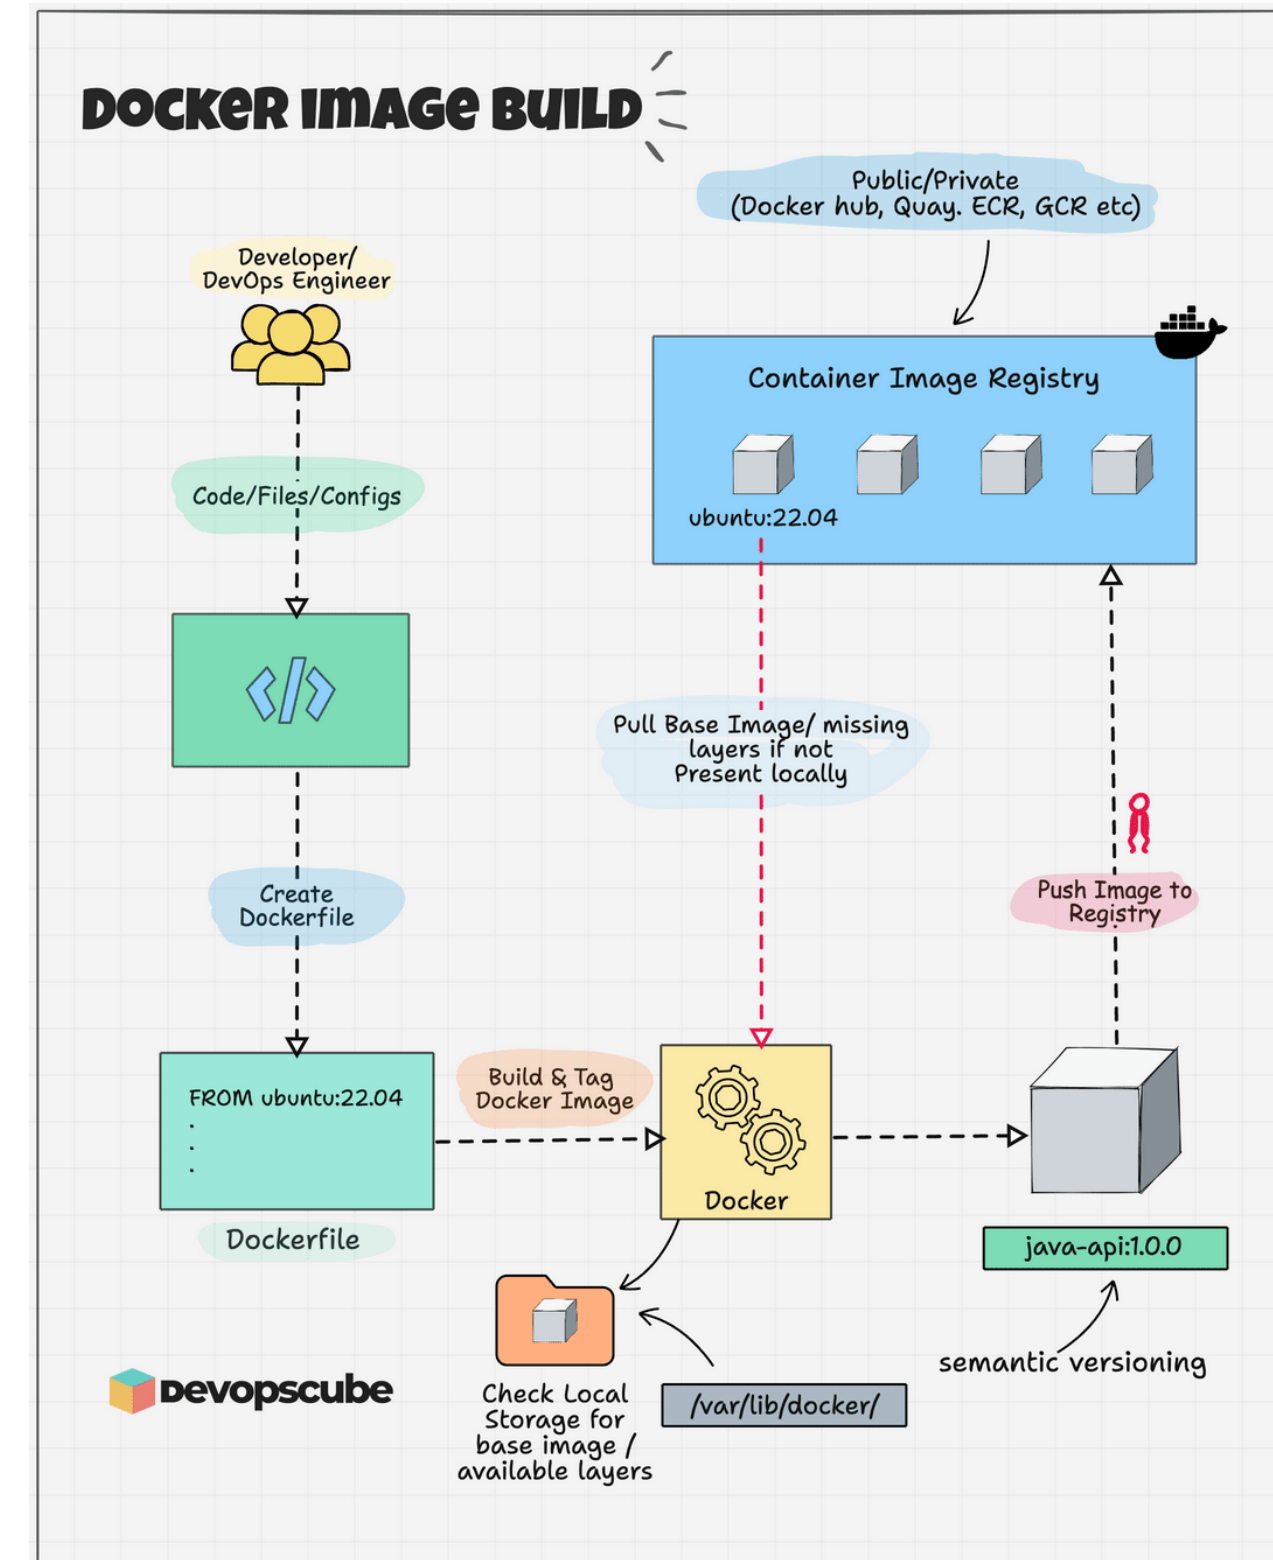 DOCKER IMAGE BUILD
Public/Private
(Docker hub, Quay. ECR, GCR etc)
Developer/
DevOps Engineer
Container Image Registry
Code/Files/Configs
ubuntu:22.04
</>
Pull Base Image/ missing
layers if not
Present locally
Create
Dockerfile
Push Image to
Registry
FROM ubuntu:22.04
.
.
.
Build & Tag
Docker Image
Docker
Dockerfile
java-api:1.0.0
semantic versioning
Devopscube
Check Local
Storage for
base image /
available layers
/var/lib/docker/